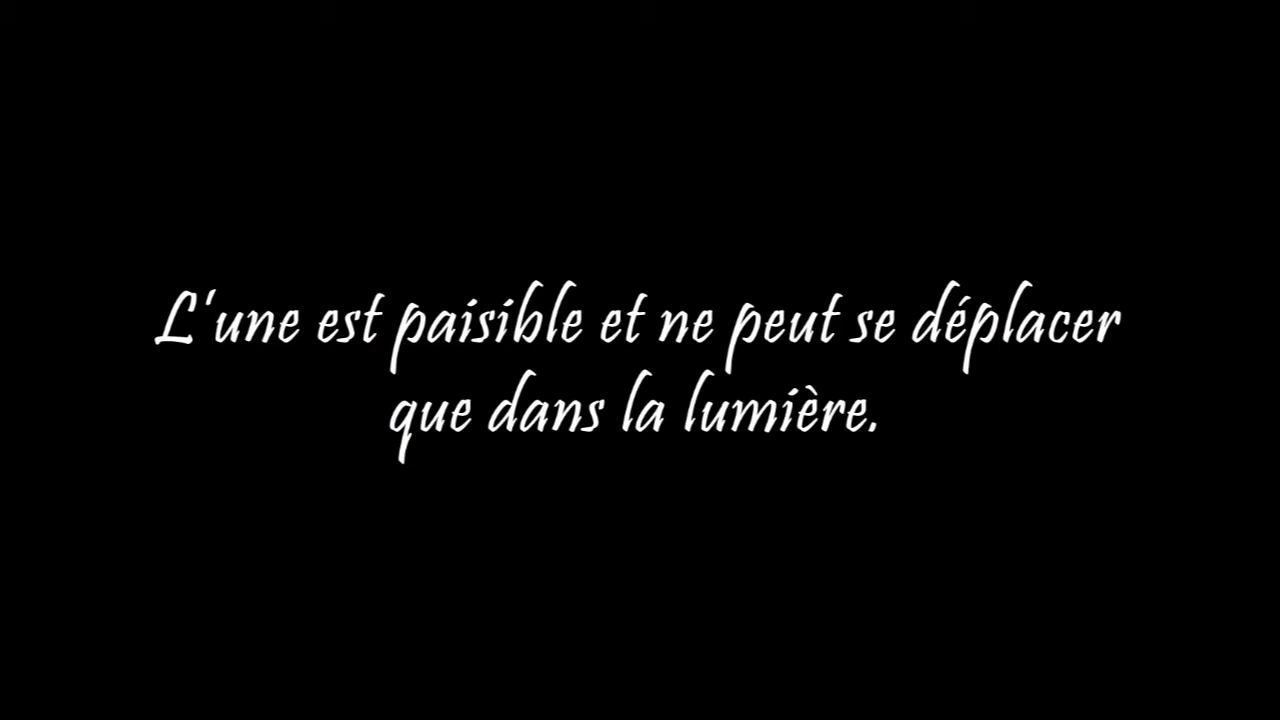 L'une est paisible et ne peut se déplacer
que dans la lumière.